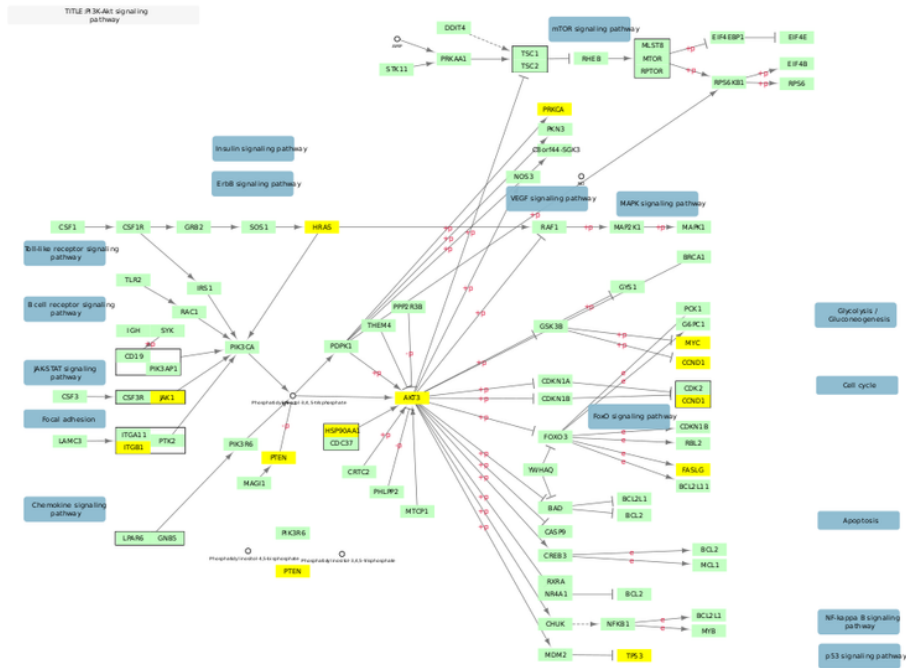 TITLE:PI3K-Akt signaling
pathway
DDIT4
mTOR signaling pathway
AMP
STK11
PRKAA1
TSC1
TSC2
RHEB
MLST8
MTOR
RPTOR
+p
+p
EIF4EBP1
EIF4E
EIF4B
RPS6KB1
+p
+p
RPS6
PRKCA
PKN3
C8orf44-SGK3
NOS3
Insulin signaling pathway
ErbB signaling pathway
VEGF signaling pathway
MAPK signaling pathway
CSF1
CSF1R
GRB2
SOS1
HRAS
+p
+p
+p
+p
RAF1
+p
MAP2K1
+p
MAPK1
Toll-like receptor signaling
pathway
TLR2
IRS1
BRCA1
+p
GYS1
B cell receptor signaling
pathway
RAC1
PPP2R3B
THEM4
+p
+p
PCK1
G6PC1
Glycolysis /
Gluconeogenesis
IGH
SYK
+p
CD19
PIK3AP1
PIK3CA
PDPK1
-p
GSK3B
+p
+p
MYC
CCND1
JAK/STAT signaling
pathway
+p
+p
e
e
CDKN1A
CDK2
Cell cycle
CSF3
CSF3R
JAK1
AKT3
+p
+p
CDKN1B
CCND1
Focal adhesion
-p
+p
FoxO signaling pathway
CDKN1B
LAMC3
ITGA11
ITGB1
PTK2
PIK3R6
HSP90AA1
CDC37
+p
-p
FOXO3
e
e
RBL2
PTEN
MAGI1
CRTC2
PHLPP2
MTCP1
YWHAQ
e
e
FASLG
BCL2L11
Chemokine signaling
pathway
+p
+p
+p
+p
+p
BAD
BCL2L1
BCL2
Apoptosis
LPAR6
GNB5
PIK3R6
PTEN
CASP9
CREB3
e
e
BCL2
MCL1
RXRA
NR4A1
BCL2
CHUK
NFKB1
e
e
BCL2L1
MYB
NF-kappa B signaling
pathway
MDM2
TP53
p53 signaling pathway